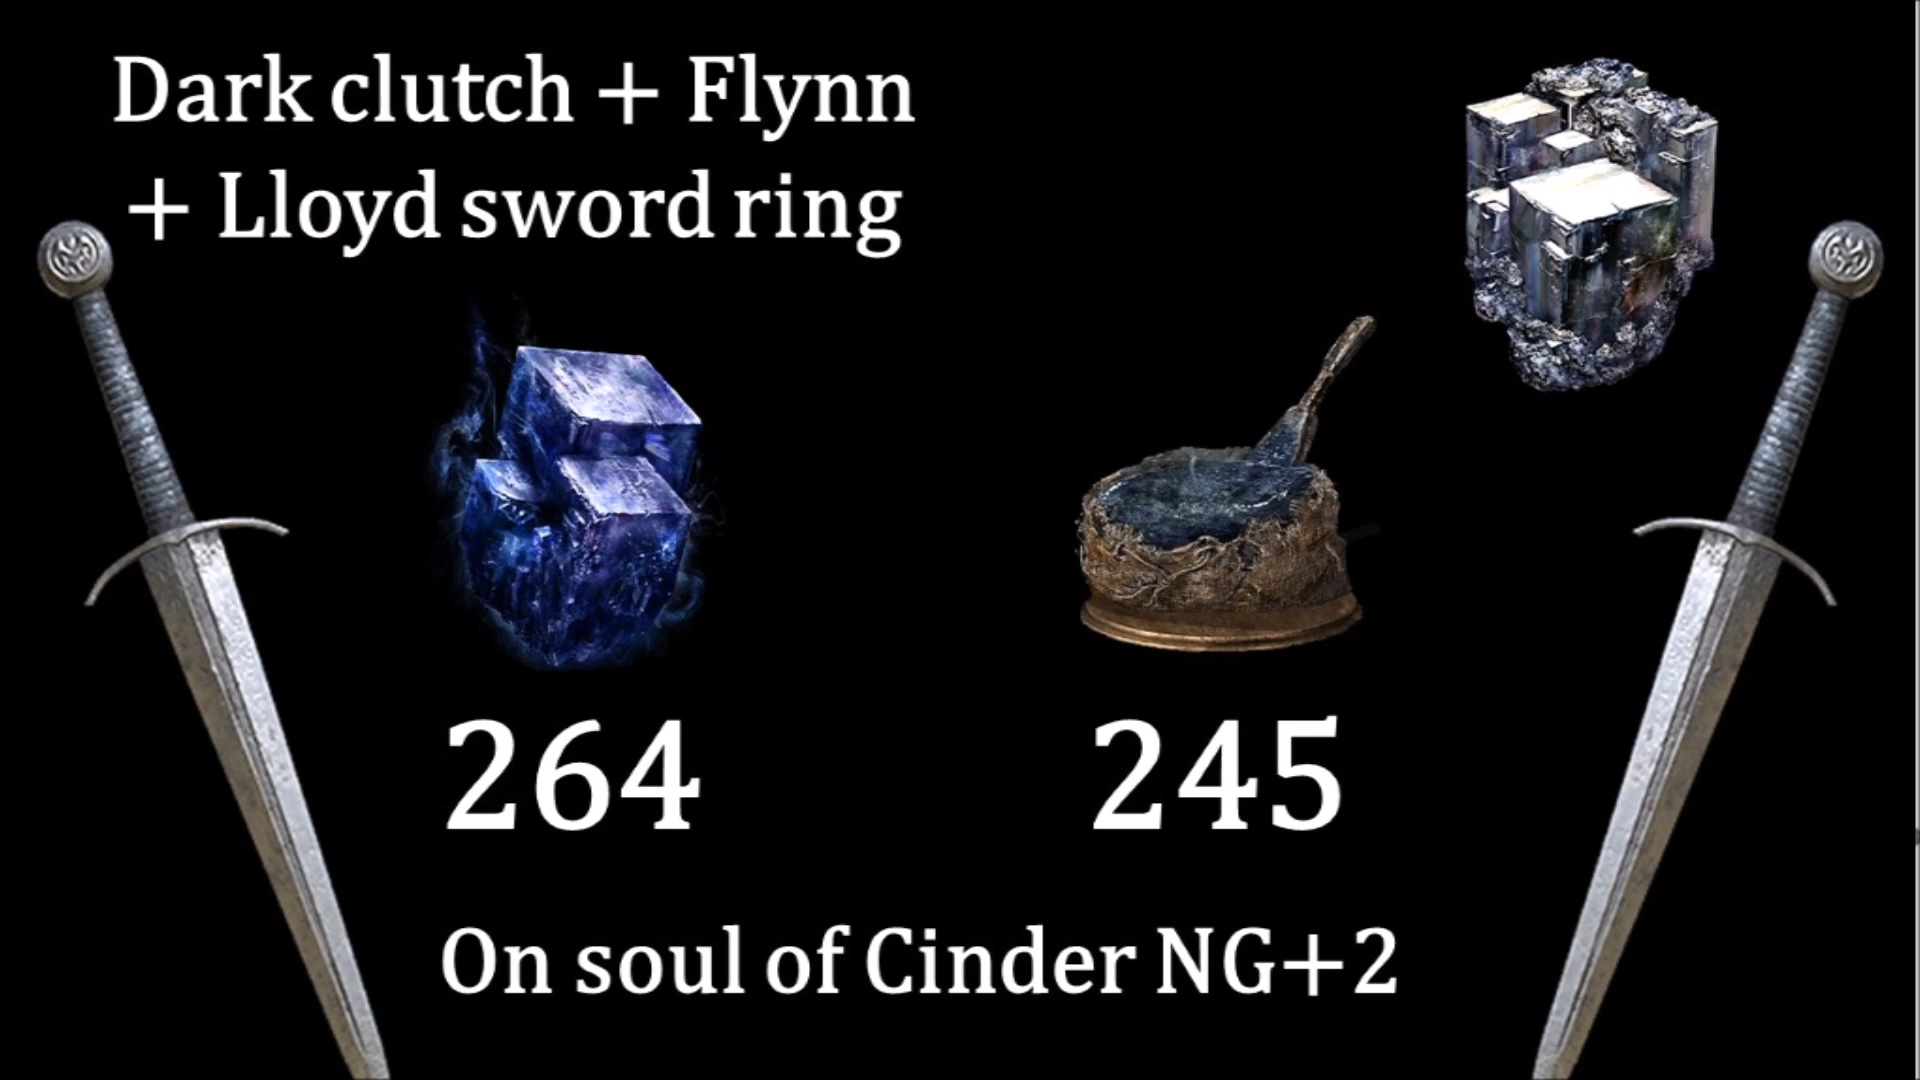 Dark clutch + Flynn
+ Lloyd sword ring
264
245
On soul of Cinder NG+2